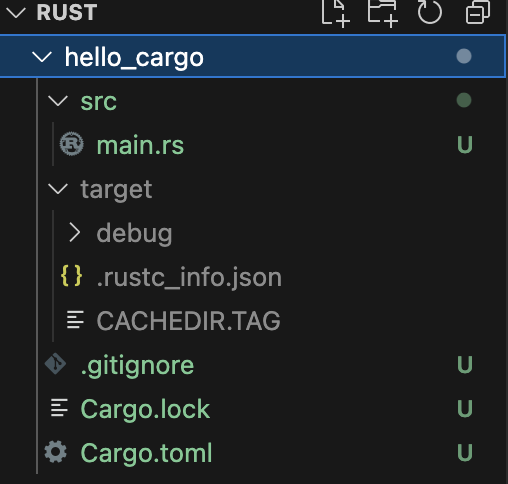 RUST
hello_cargo
src
main.rs U
target
debug
{} .rustc_info.json
CACHEDIR.TAG
.gitignore U
Cargo.lock U
Cargo.toml U